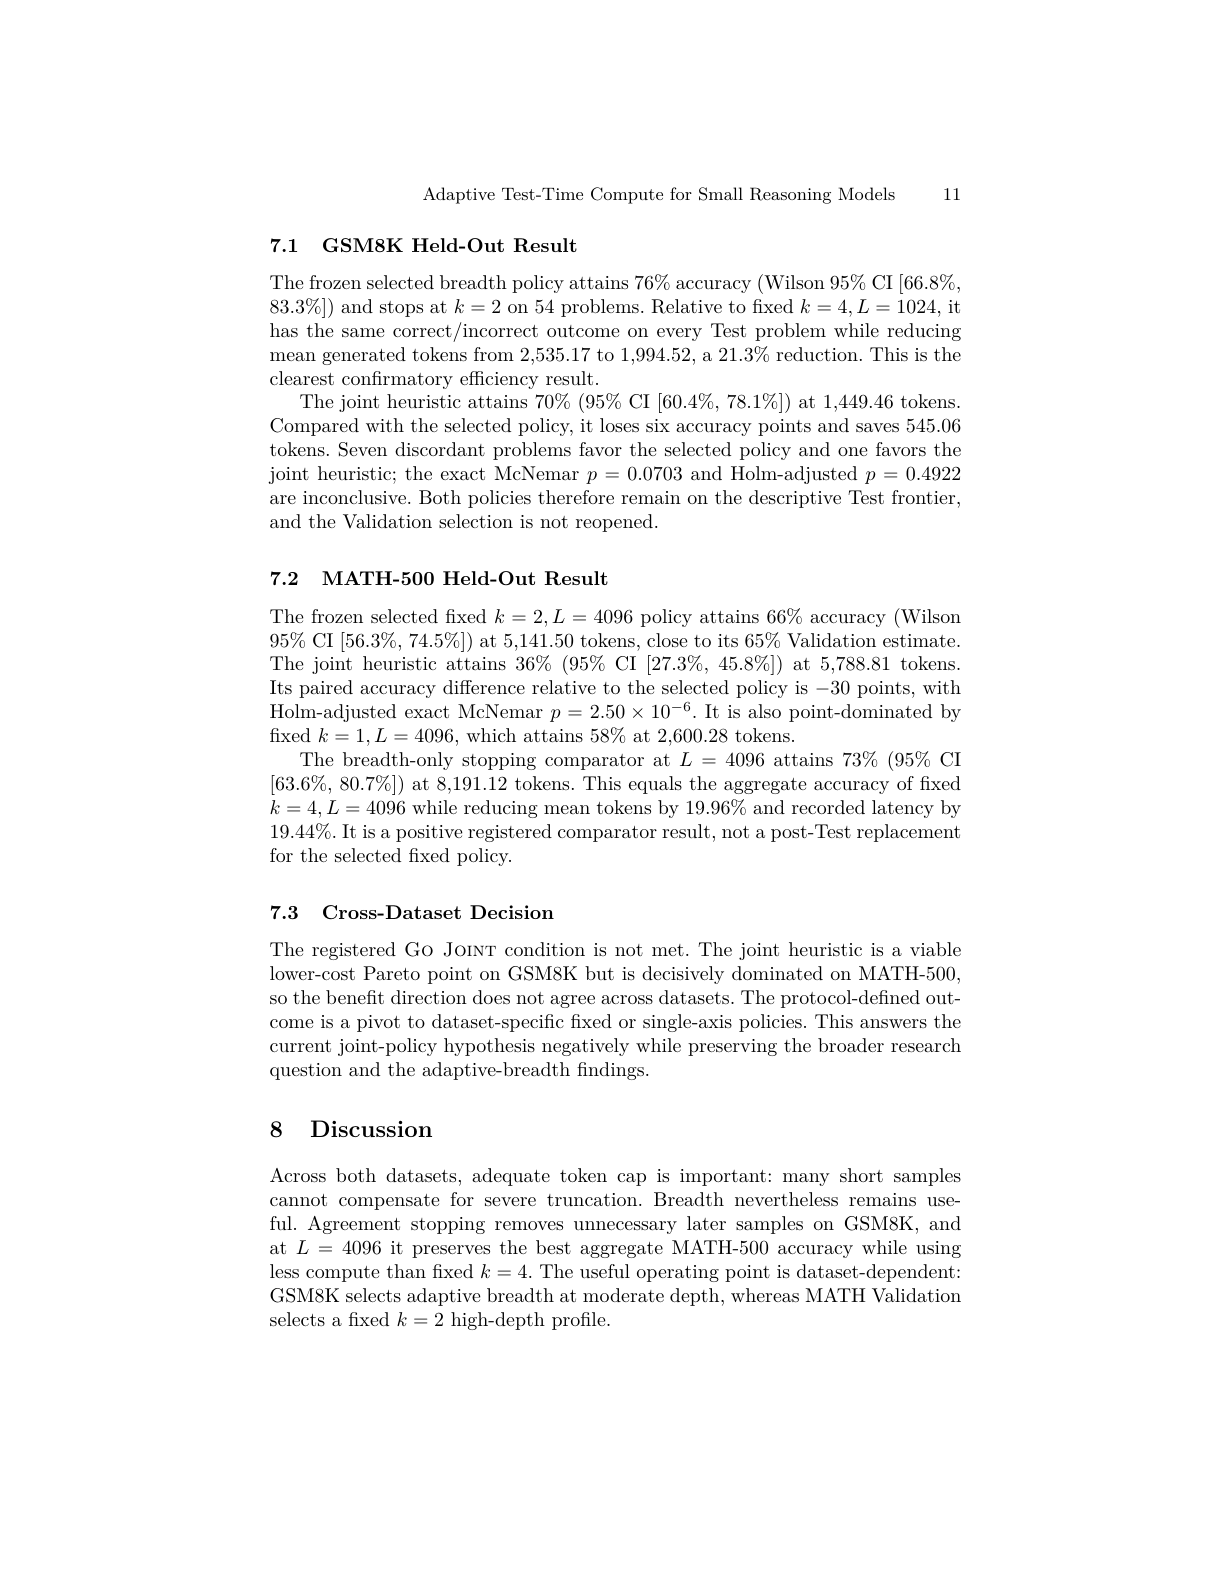 Adaptive Test-Time Compute for Small Reasoning Models 11
7.1 GSM8K Held-Out Result
The frozen selected breadth policy attains 76% accuracy (Wilson 95% CI [66.8%,
83.3%]) and stops at k = 2 on 54 problems. Relative to fixed k = 4, L = 1024, it
has the same correct/incorrect outcome on every Test problem while reducing
mean generated tokens from 2,535.17 to 1,994.52, a 21.3% reduction. This is the
clearest confirmatory efficiency result.
The joint heuristic attains 70% (95% CI [60.4%, 78.1%]) at 1,449.46 tokens.
Compared with the selected policy, it loses six accuracy points and saves 545.06
tokens. Seven discordant problems favor the selected policy and one favors the
joint heuristic; the exact McNemar p = 0.0703 and Holm-adjusted p = 0.4922
are inconclusive. Both policies therefore remain on the descriptive Test frontier,
and the Validation selection is not reopened.
7.2 MATH-500 Held-Out Result
The frozen selected fixed k = 2, L = 4096 policy attains 66% accuracy (Wilson
95% CI [56.3%, 74.5%]) at 5,141.50 tokens, close to its 65% Validation estimate.
The joint heuristic attains 36% (95% CI [27.3%, 45.8%]) at 5,788.81 tokens.
Its paired accuracy difference relative to the selected policy is −30 points, with
Holm-adjusted exact McNemar p = 2.50 × 10⁻⁶. It is also point-dominated by
fixed k = 1, L = 4096, which attains 58% at 2,600.28 tokens.
The breadth-only stopping comparator at L = 4096 attains 73% (95% CI
[63.6%, 80.7%]) at 8,191.12 tokens. This equals the aggregate accuracy of fixed
k = 4, L = 4096 while reducing mean tokens by 19.96% and recorded latency by
19.44%. It is a positive registered comparator result, not a post-Test replacement
for the selected fixed policy.
7.3 Cross-Dataset Decision
The registered Go Joint condition is not met. The joint heuristic is a viable
lower-cost Pareto point on GSM8K but is decisively dominated on MATH-500,
so the benefit direction does not agree across datasets. The protocol-defined out-
come is a pivot to dataset-specific fixed or single-axis policies. This answers the
current joint-policy hypothesis negatively while preserving the broader research
question and the adaptive-breadth findings.
8 Discussion
Across both datasets, adequate token cap is important: many short samples
cannot compensate for severe truncation. Breadth nevertheless remains use-
ful. Agreement stopping removes unnecessary later samples on GSM8K, and
at L = 4096 it preserves the best aggregate MATH-500 accuracy while using
less compute than fixed k = 4. The useful operating point is dataset-dependent:
GSM8K selects adaptive breadth at moderate depth, whereas MATH Validation
selects a fixed k = 2 high-depth profile.